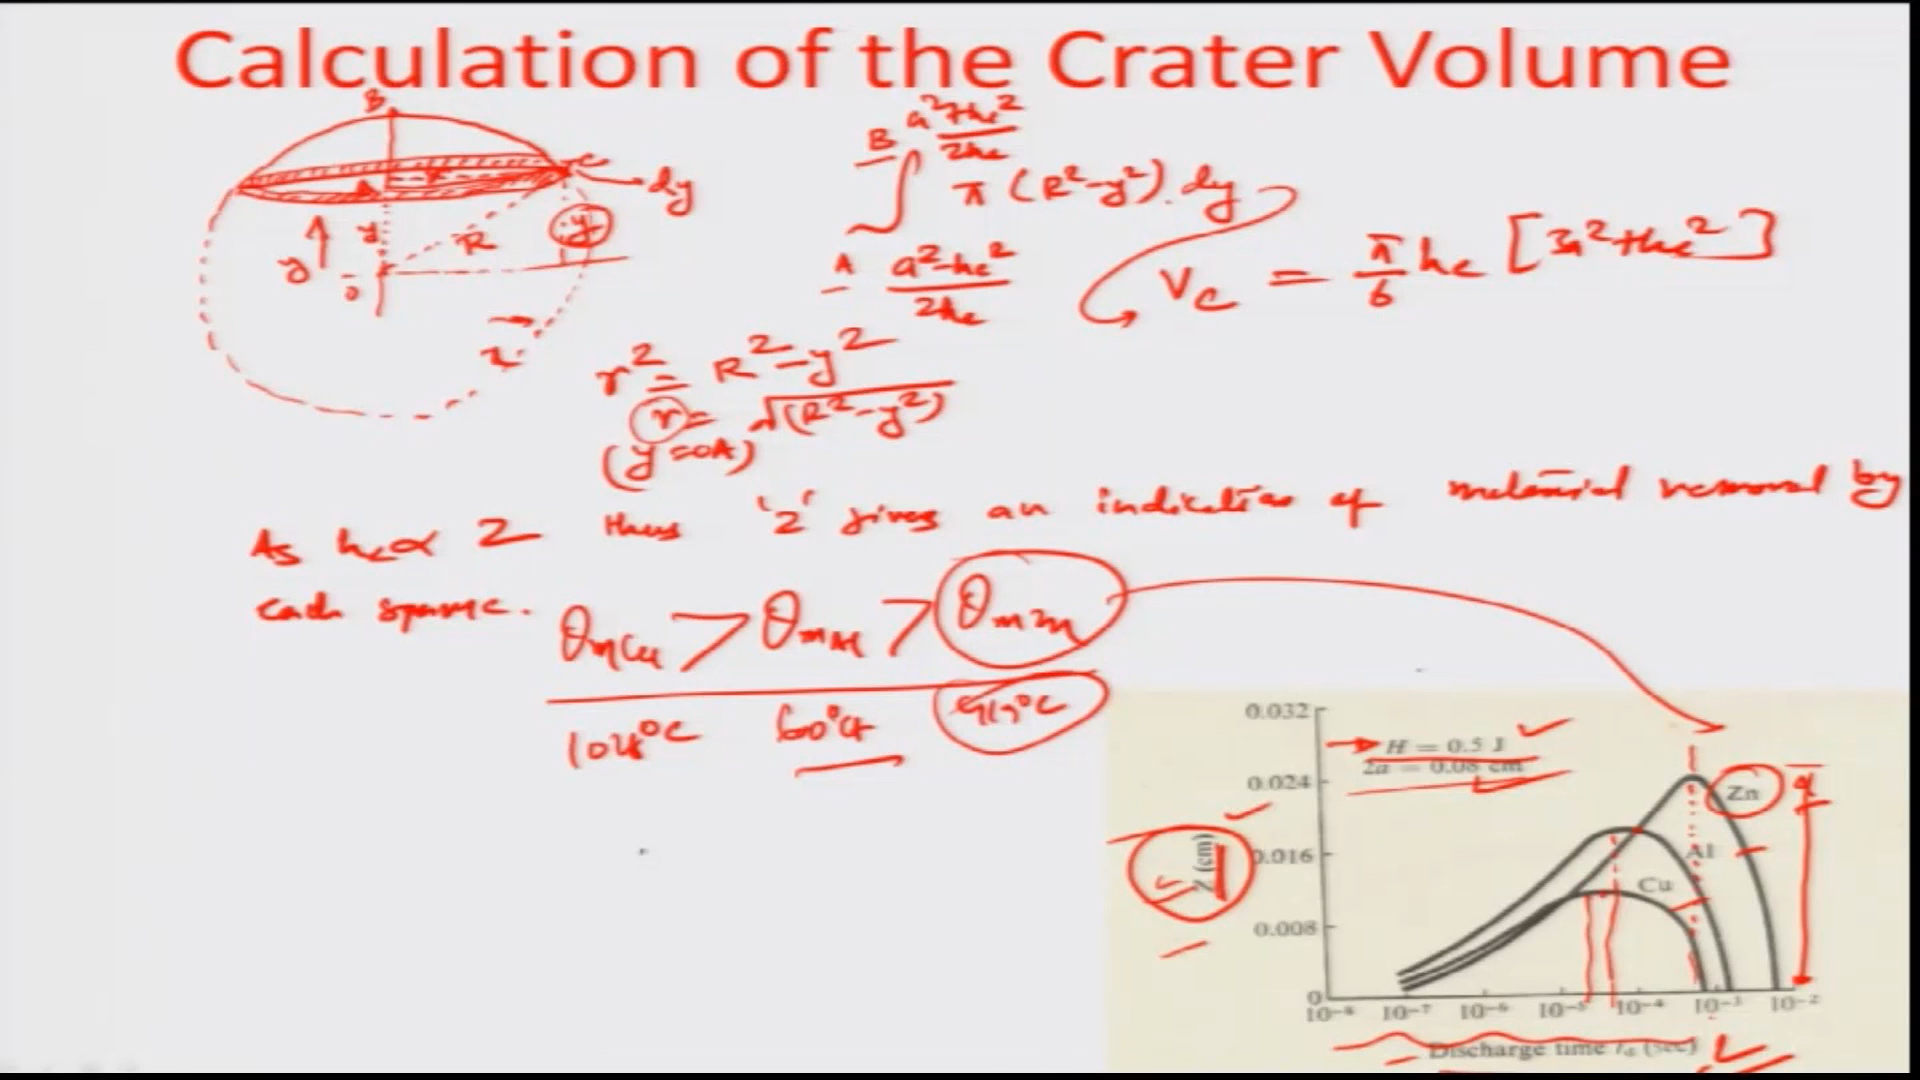 Calculation of the Crater Volume
B
C
A
dy
y
y
R
y
O
B
a²+hc²
2hc
∫ π (R²-y²).dy
A
a²-hc²
2hc
Vc = π/6 hc [3a²+hc²]
r² = R²-y²
r = √(R²-y²)
(y=OA)
As hc ∝ Z thus 'Z' gives an indication of material removal by
each spark.
θmCu > θmAl > θmZn
660°C
419°C
0.032
0.024
0.016
0.008
0
H = 0.5 J
2a = 0.08 cm
Zn
Al
Cu
Z (cm)
10⁻⁸ 10⁻⁷ 10⁻⁶ 10⁻⁵ 10⁻⁴ 10⁻³ 10⁻²
Discharge time t d (sec)